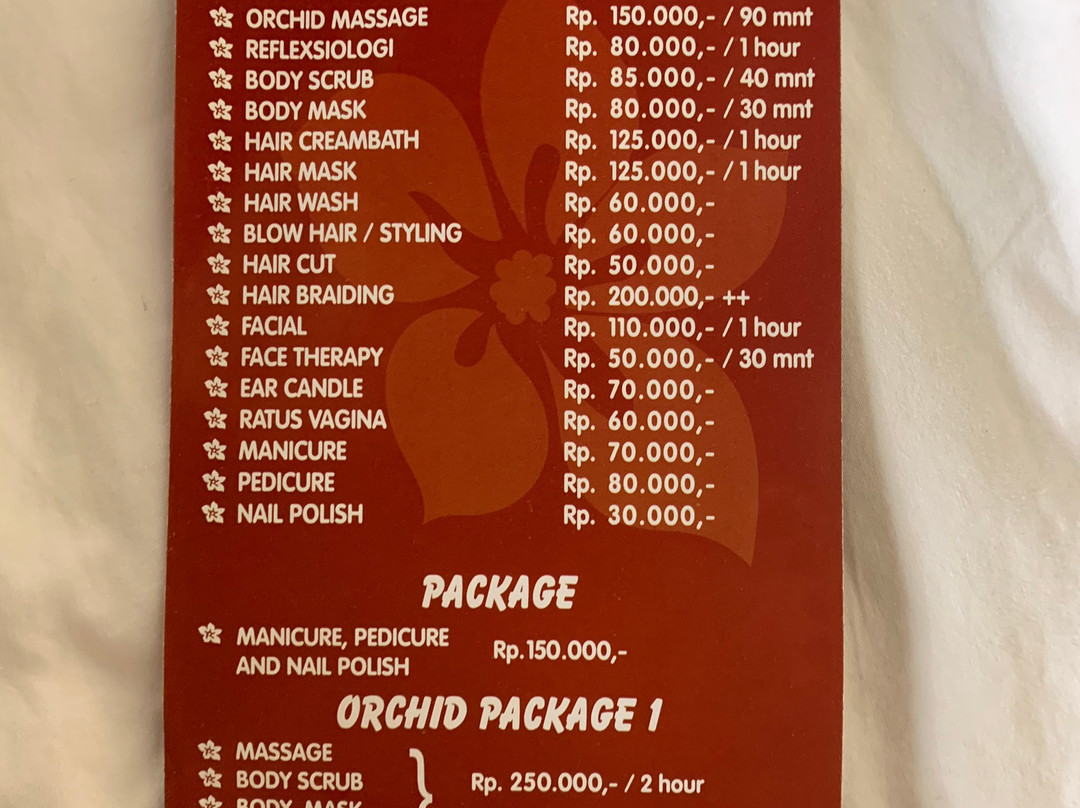 ORCHID MASSAGE Rp. 150.000,- / 90 mnt
REFLEXSIOLOGI Rp. 80.000,- / 1 hour
BODY SCRUB Rp. 85.000,- / 40 mnt
BODY MASK Rp. 80.000,- / 30 mnt
HAIR CREAMBATH Rp. 125.000,- / 1 hour
HAIR MASK Rp. 125.000,- / 1 hour
HAIR WASH Rp. 60.000,-
BLOW HAIR / STYLING Rp. 60.000,-
HAIR CUT Rp. 50.000,-
HAIR BRAIDING Rp. 200.000,- ++
FACIAL Rp. 110.000,- / 1 hour
FACE THERAPY Rp. 50.000,- / 30 mnt
EAR CANDLE Rp. 70.000,-
RATUS VAGINA Rp. 60.000,-
MANICURE Rp. 70.000,-
PEDICURE Rp. 80.000,-
NAIL POLISH Rp. 30.000,-
PACKAGE
MANICURE, PEDICURE
AND NAIL POLISH Rp.150.000,-
ORCHID PACKAGE 1
MASSAGE
BODY SCRUB Rp. 250.000,- / 2 hour
BODY MASK